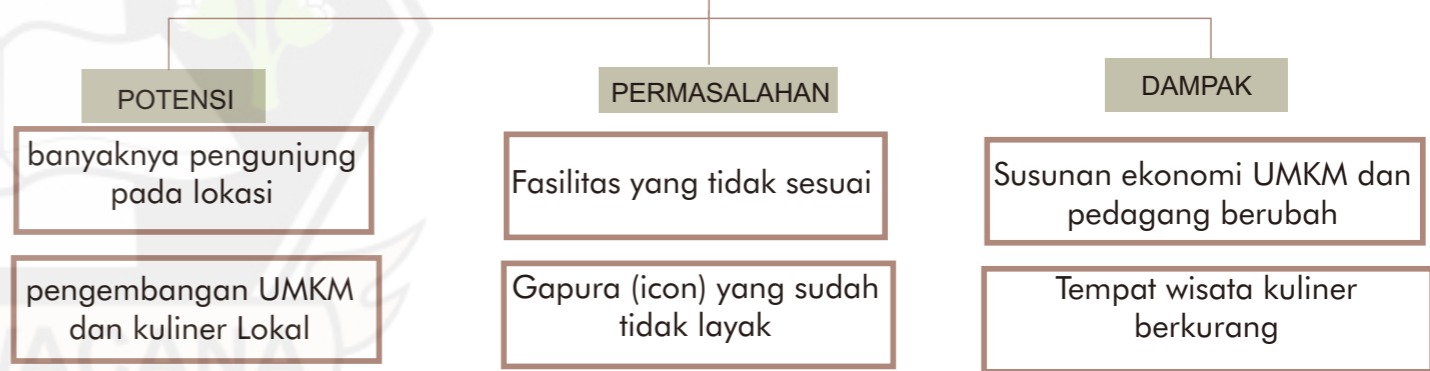 POTENSI
banyaknya pengunjung
pada lokasi
pengembangan UMKM
dan kuliner Lokal
PERMASALAHAN
Fasilitas yang tidak sesuai
Gapura (icon) yang sudah
tidak layak
DAMPAK
Susunan ekonomi UMKM dan
pedagang berubah
Tempat wisata kuliner
berkurang